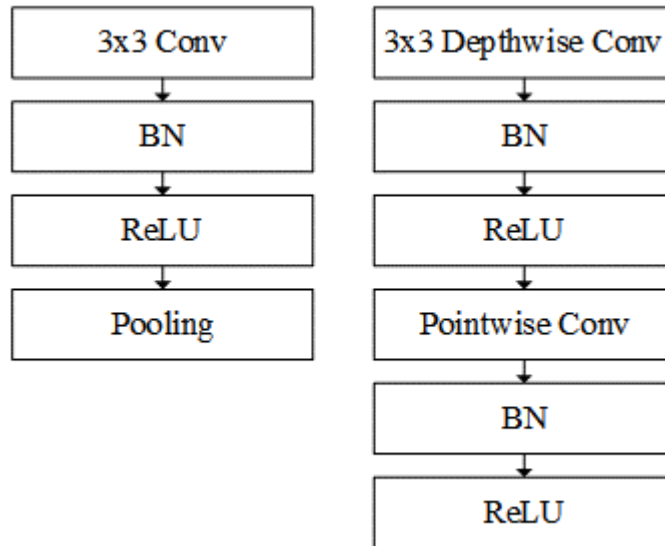 3x3 Conv
BN
ReLU
Pooling
3x3 Depthwise Conv
BN
ReLU
Pointwise Conv
BN
ReLU